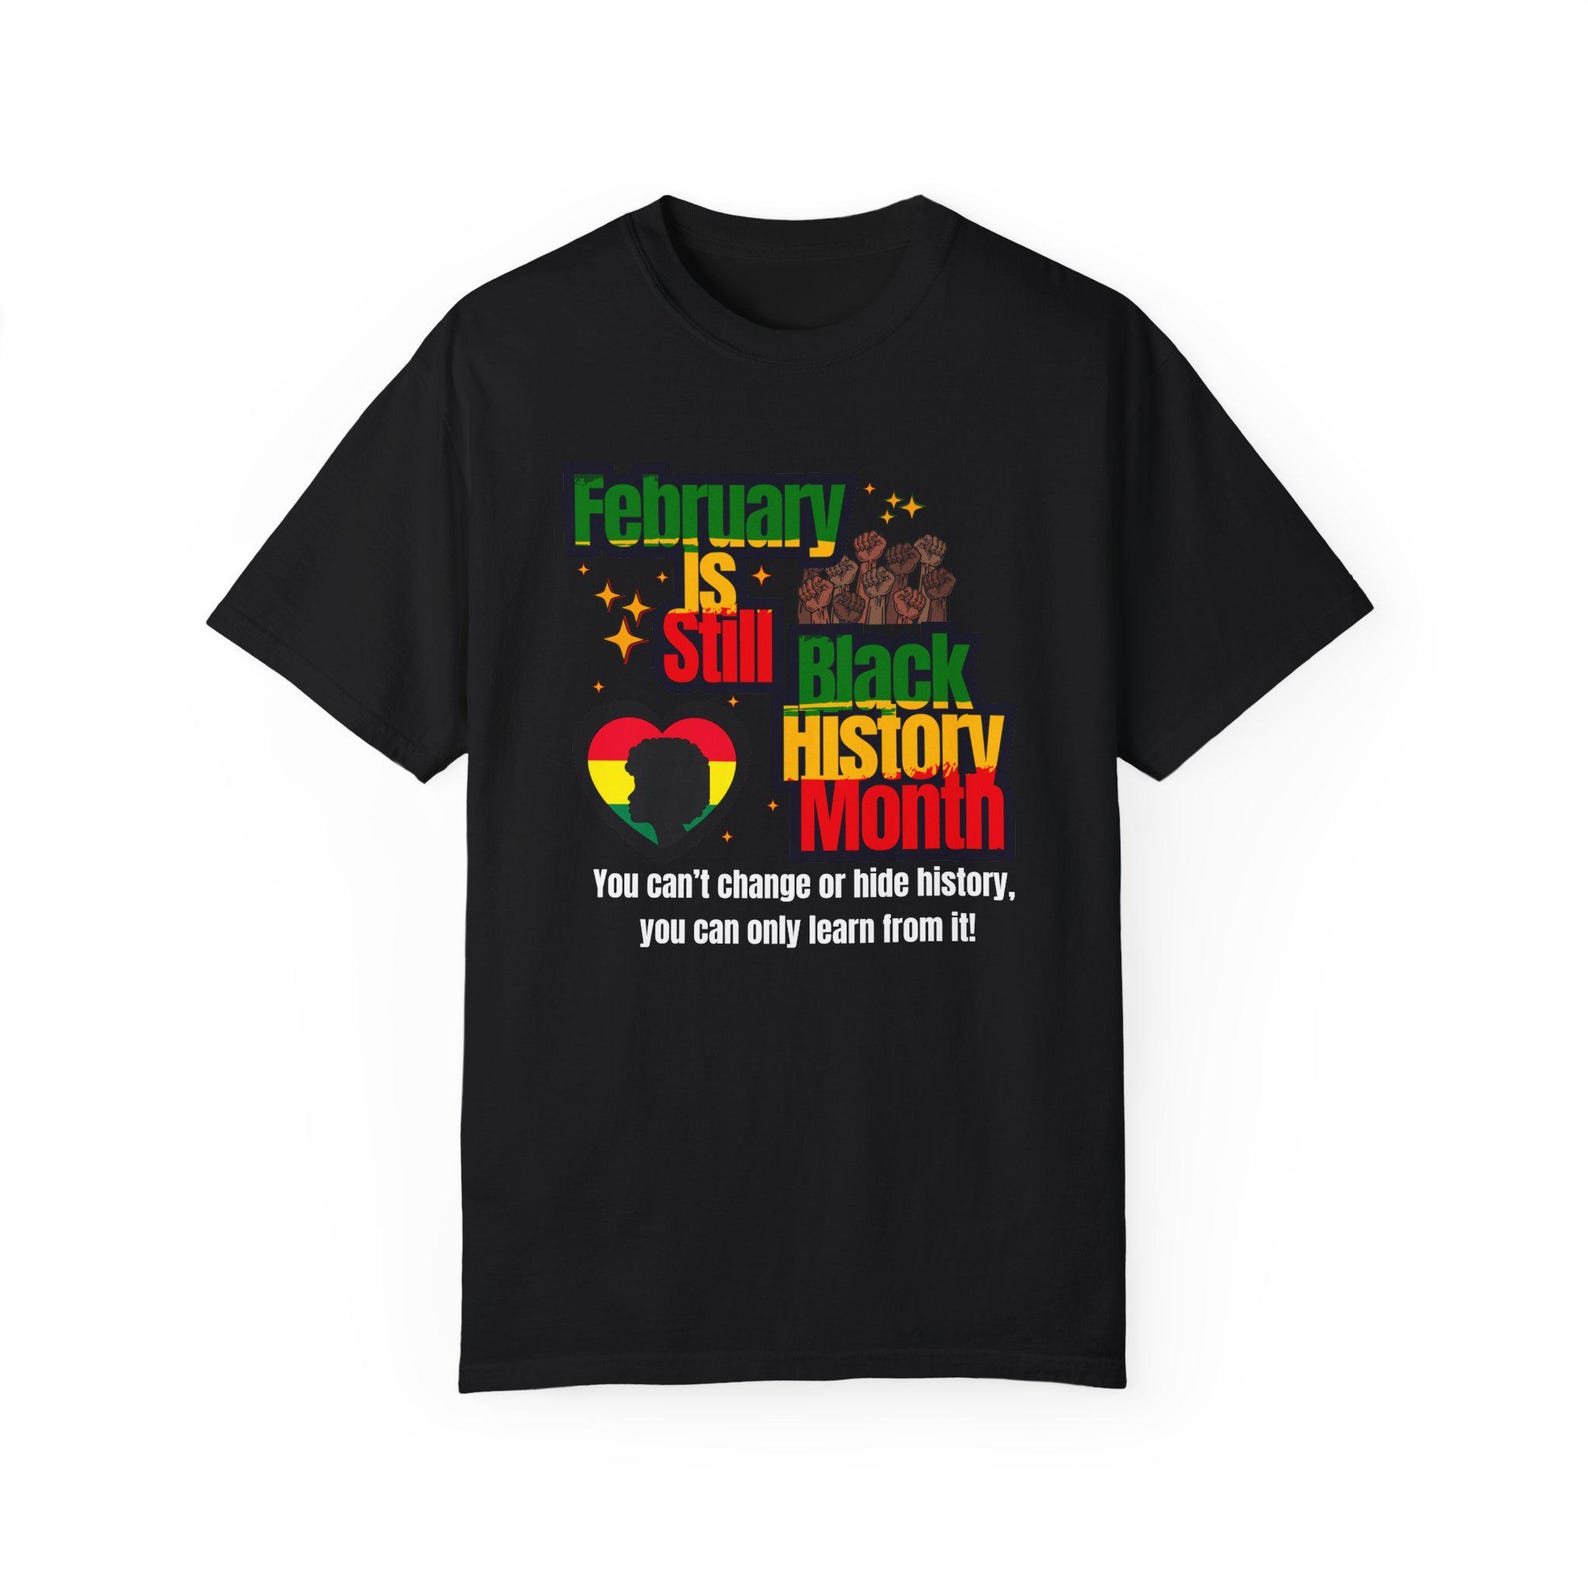 February
Is
Still
Black
History
Month
You can't change or hide history,
you can only learn from it!